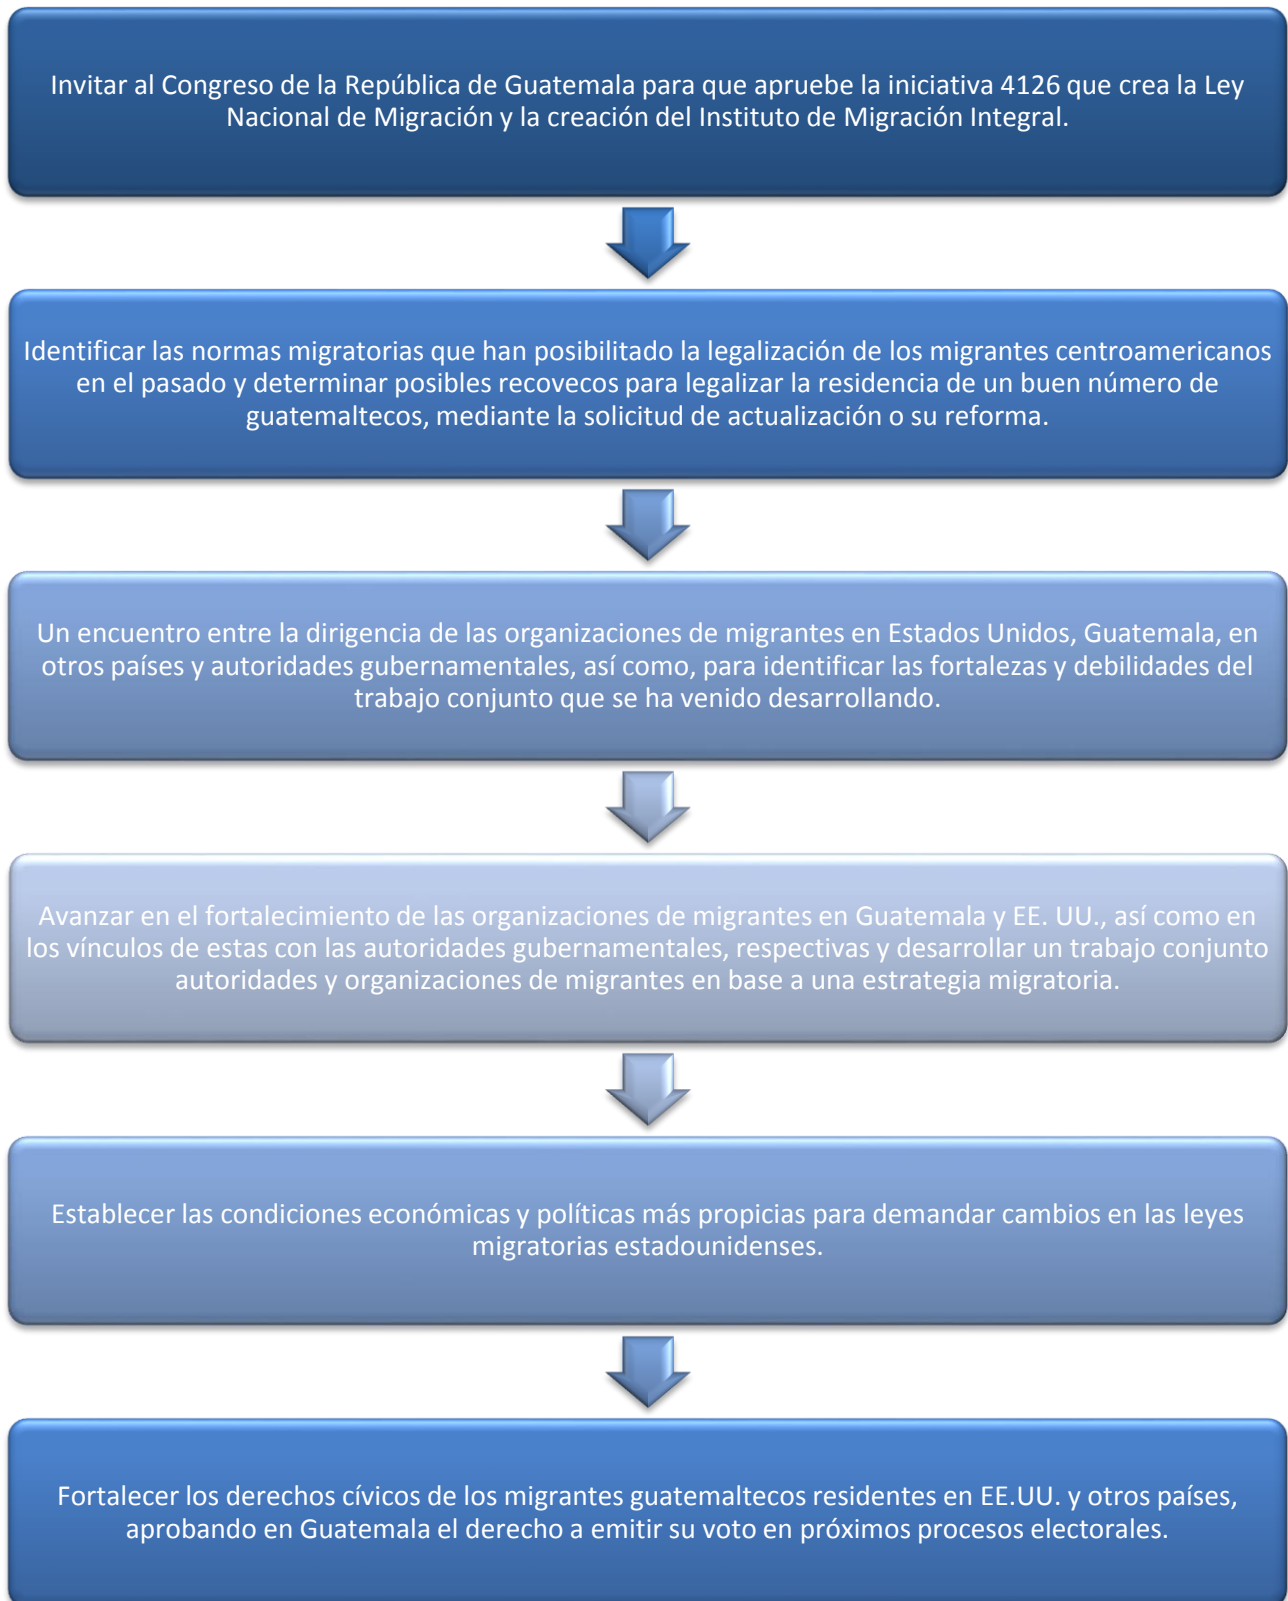 Invitar al Congreso de la República de Guatemala para que apruebe la iniciativa 4126 que crea la Ley
Nacional de Migración y la creación del Instituto de Migración Integral.
Identificar las normas migratorias que han posibilitado la legalización de los migrantes centroamericanos
en el pasado y determinar posibles recovecos para legalizar la residencia de un buen número de
guatemaltecos, mediante la solicitud de actualización o su reforma.
Un encuentro entre la dirigencia de las organizaciones de migrantes en Estados Unidos, Guatemala, en
otros países y autoridades gubernamentales, así como, para identificar las fortalezas y debilidades del
trabajo conjunto que se ha venido desarrollando.
Avanzar en el fortalecimiento de las organizaciones de migrantes en Guatemala y EE. UU., así como en
los vínculos de estas con las autoridades gubernamentales, respectivas y desarrollar un trabajo conjunto
autoridades y organizaciones de migrantes en base a una estrategia migratoria.
Establecer las condiciones económicas y políticas más propicias para demandar cambios en las leyes
migratorias estadounidenses.
Fortalecer los derechos cívicos de los migrantes guatemaltecos residentes en EE.UU. y otros países,
aprobando en Guatemala el derecho a emitir su voto en próximos procesos electorales.